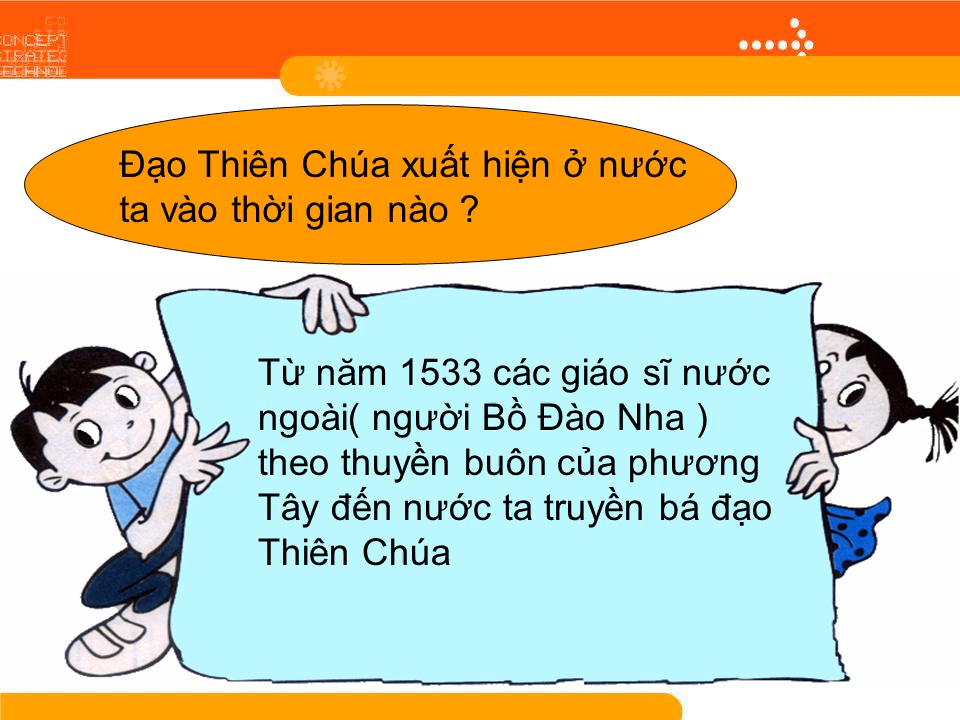 CONCEPT
Đạo Thiên Chúa xuất hiện ở nước
ta vào thời gian nào ?
Từ năm 1533 các giáo sĩ nước
ngoài( người Bồ Đào Nha )
theo thuyền buôn của phương
Tây đến nước ta truyền bá đạo
Thiên Chúa